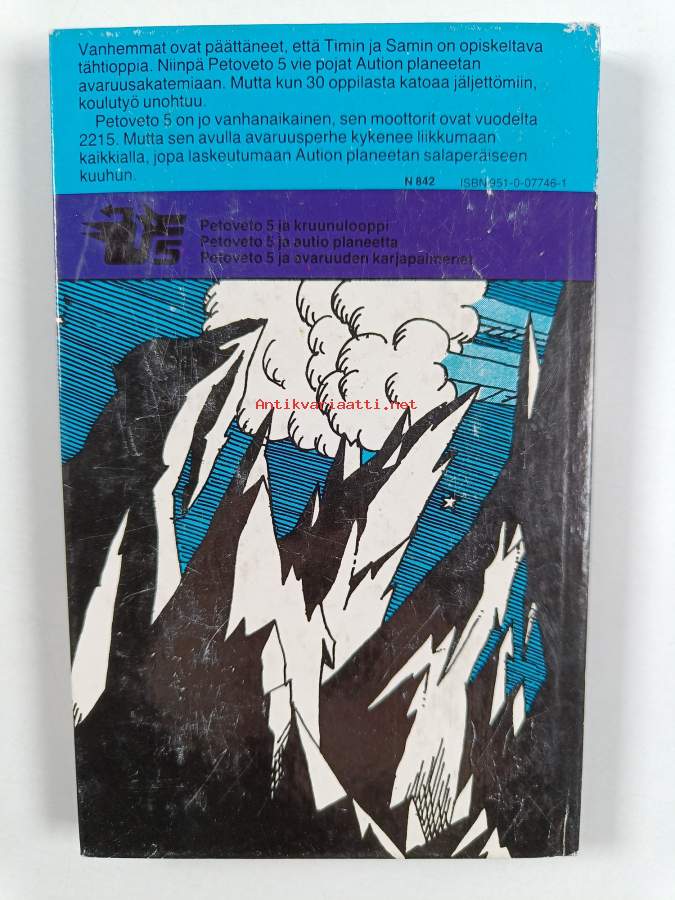 Vanhemmat ovat päättäneet, että Timin ja Samin on opiskeltava
tähtioppia. Niinpä Petoveto 5 vie pojat Aution planeetan
avaruusakatemiaan. Mutta kun 30 oppilasta katoaa jäljettömiin,
koulutyö unohtuu.
Petoveto 5 on jo vanhanaikainen, sen moottorit ovat vuodelta
2215. Mutta sen avulla avaruusperhe kykenee liikkumaan
kaikkialla, jopa laskeutumaan Aution planeetan salaperäiseen
kuuhun.
N 842 ISBN 951-0-07746-1
Petoveto 5 ja kruunulooppi
Petoveto 5 ja autio planeetta
Petoveto 5 ja avaruuden karjapaimenet
Antikvariaatti.net